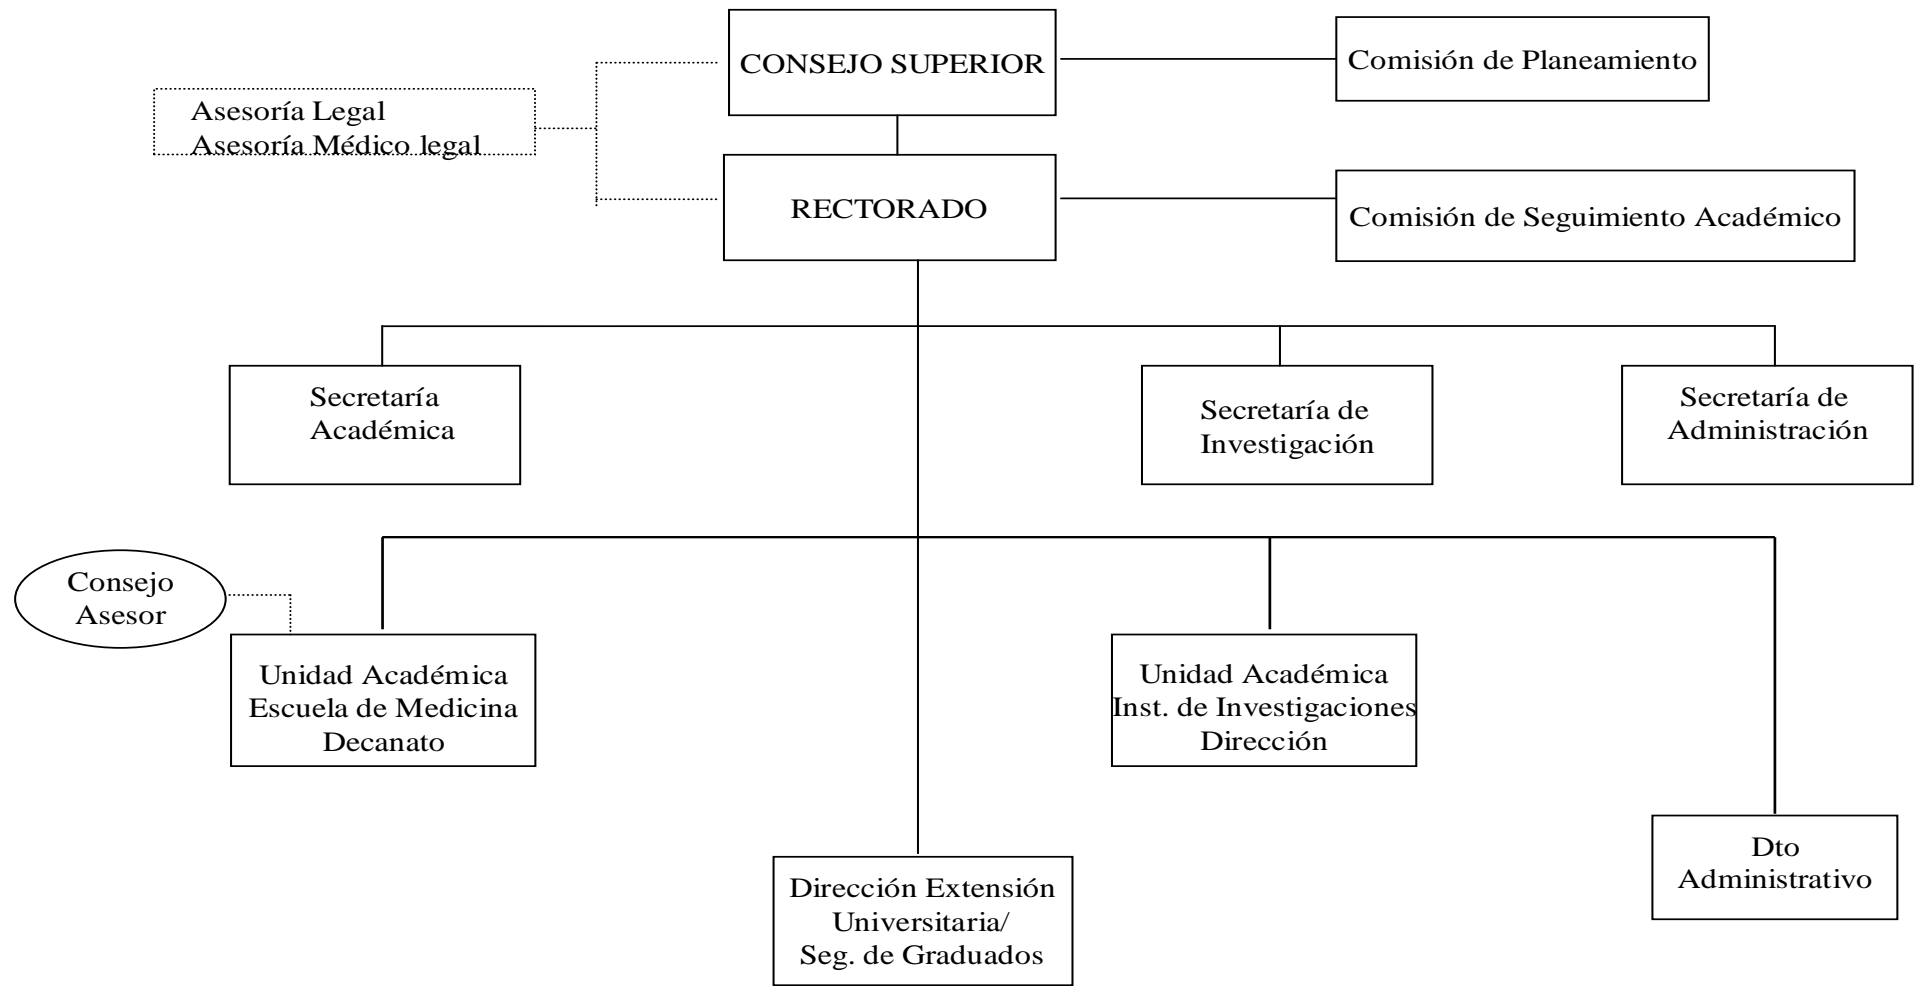 CONSEJO SUPERIOR
Comisión de Planeamiento
Asesoría Legal
Asesoría Médico legal
RECTORADO
Comisión de Seguimiento Académico
Secretaría
Académica
Secretaría de
Investigación
Secretaría de
Administración
Consejo
Asesor
Unidad Académica
Escuela de Medicina
Decanato
Unidad Académica
Inst. de Investigaciones
Dirección
Dirección Extensión
Universitaria/
Seg. de Graduados
Dto
Administrativo